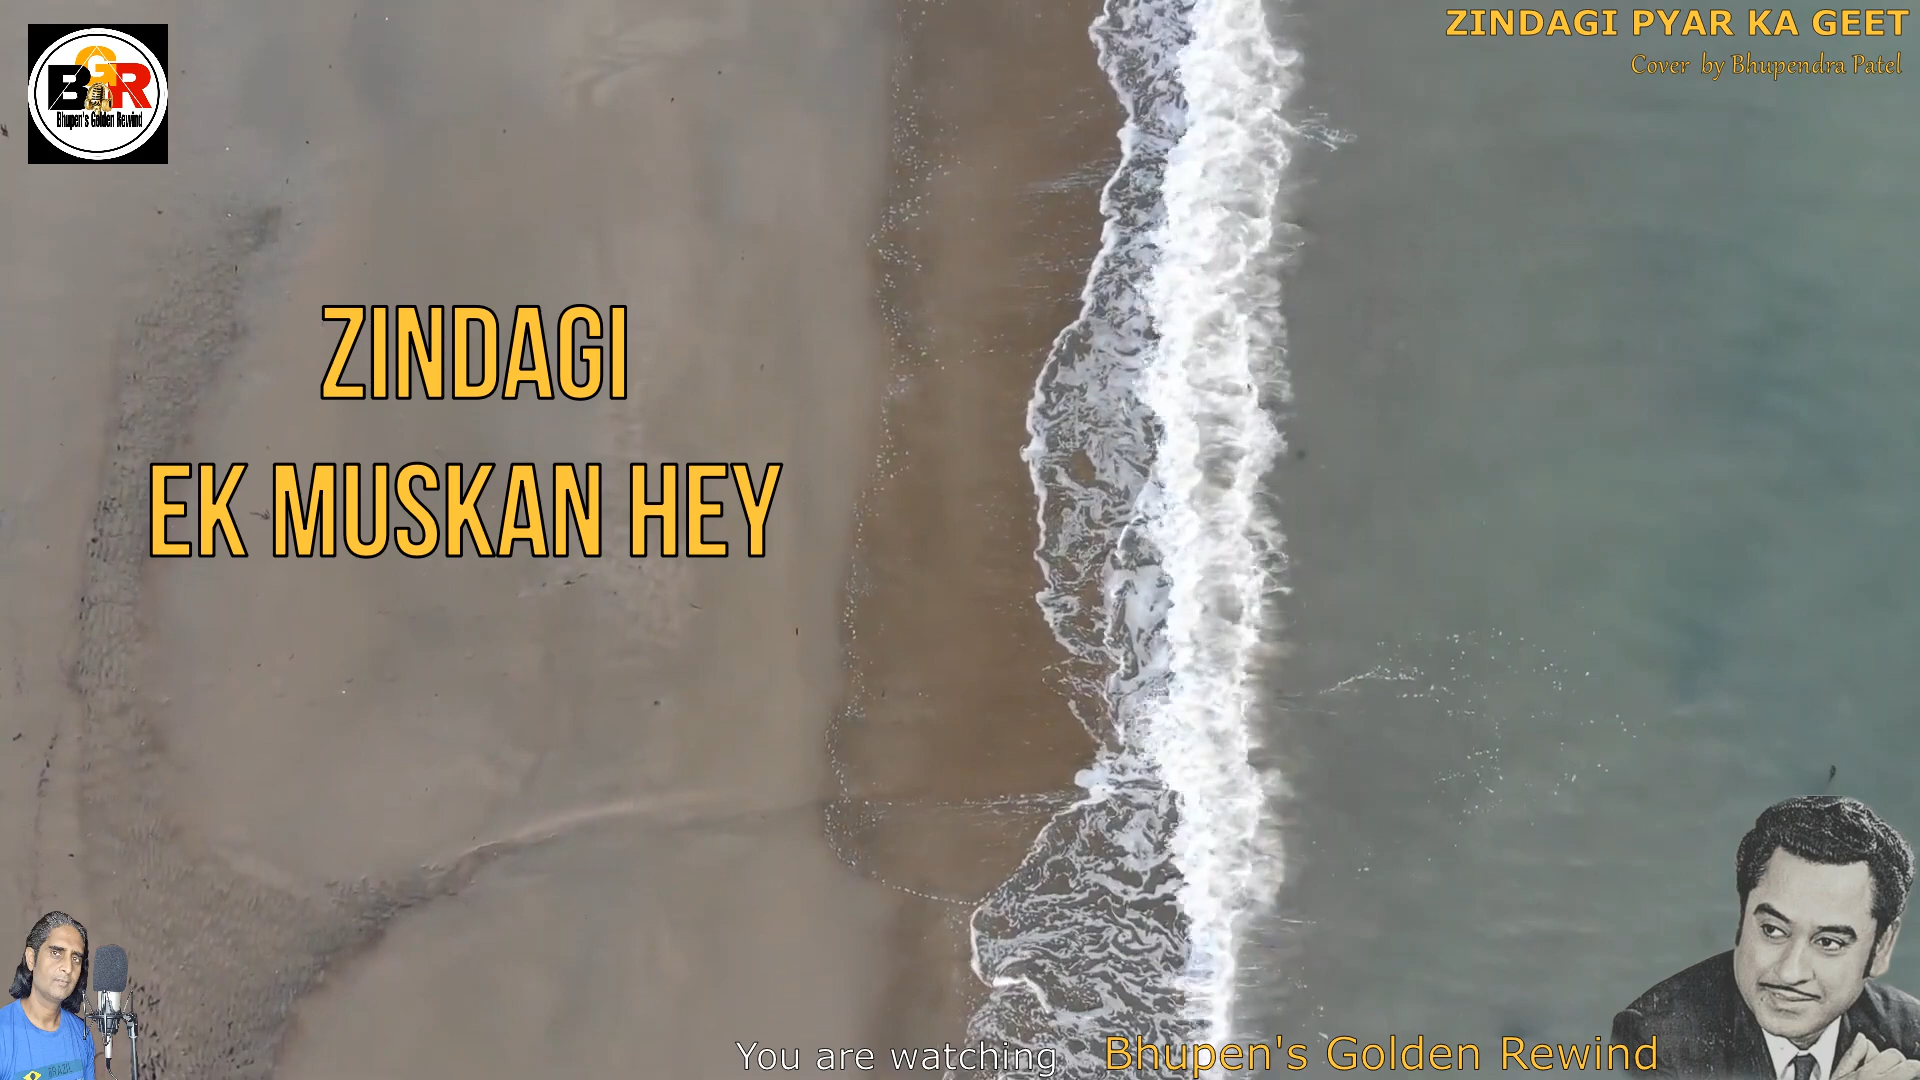 BGR
Bhupen's Golden Rewind
ZINDAGI PYAR KA GEET
Cover by Bhupendra Patel
ZINDAGI
EK MUSKAN HEY
BRAZIL
You are watching Bhupen's Golden Rewind